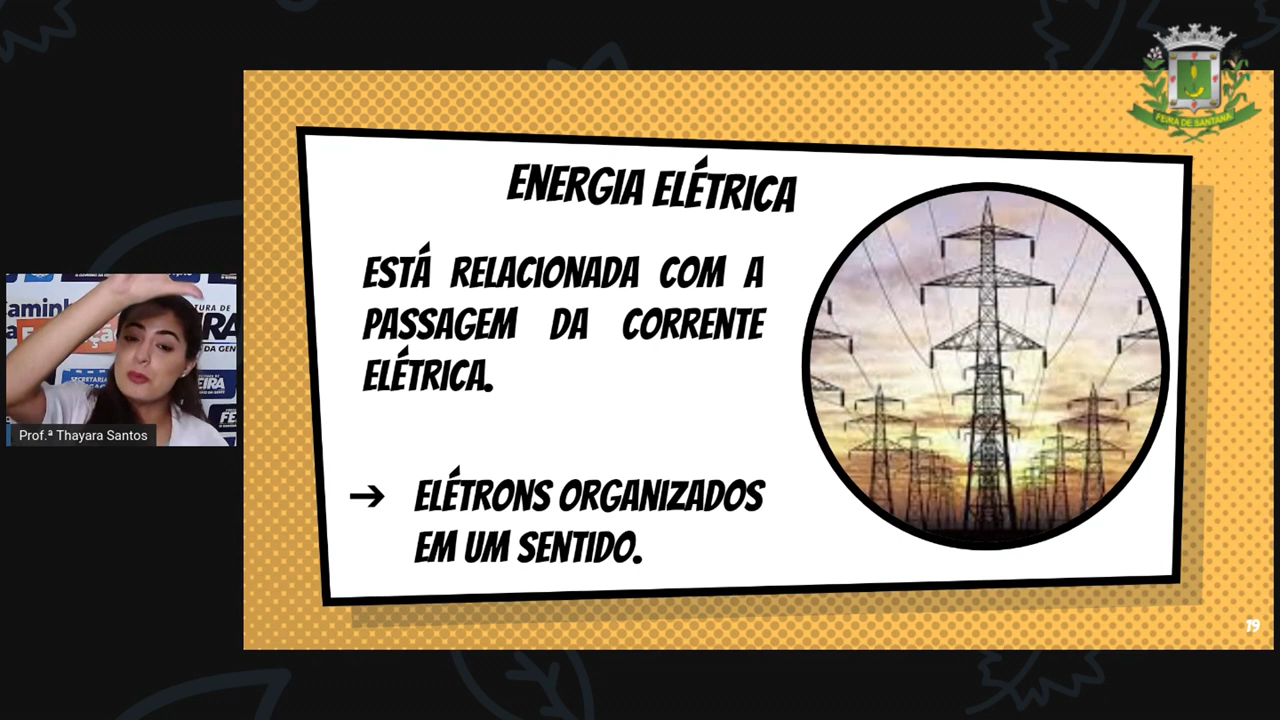 FEIRA DE SANTANA
ENERGIA ELÉTRICA
ESTÁ RELACIONADA COM A
PASSAGEM DA CORRENTE
ELÉTRICA.
➔ ELÉTRONS ORGANIZADOS
EM UM SENTIDO.
19
Prof.ª Thayara Santos